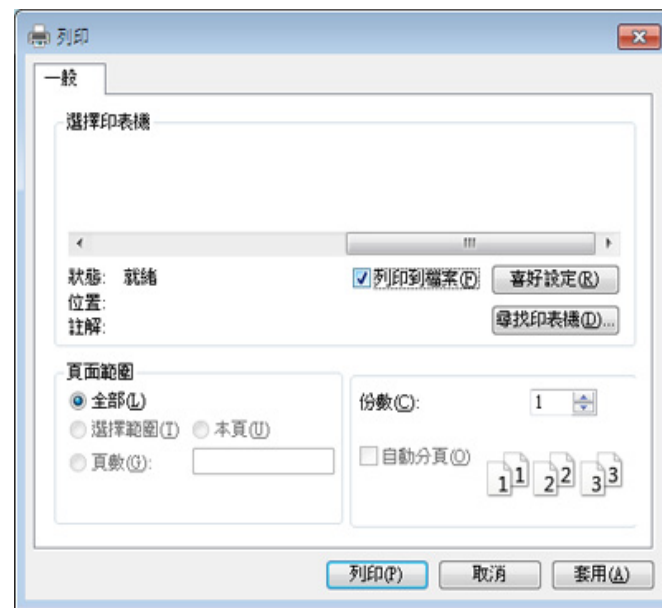 列印
一般
選擇印表機
狀態: 就緒
列印到檔案(F)
喜好設定(R)
位置:
註解:
尋找印表機(D)...
頁面範圍
全部(L)
選擇範圍(I)
本頁(U)
頁數(G):
份數(C):
1
自動分頁(O)
1 1 2 2 3 3
列印(P)
取消
套用(A)